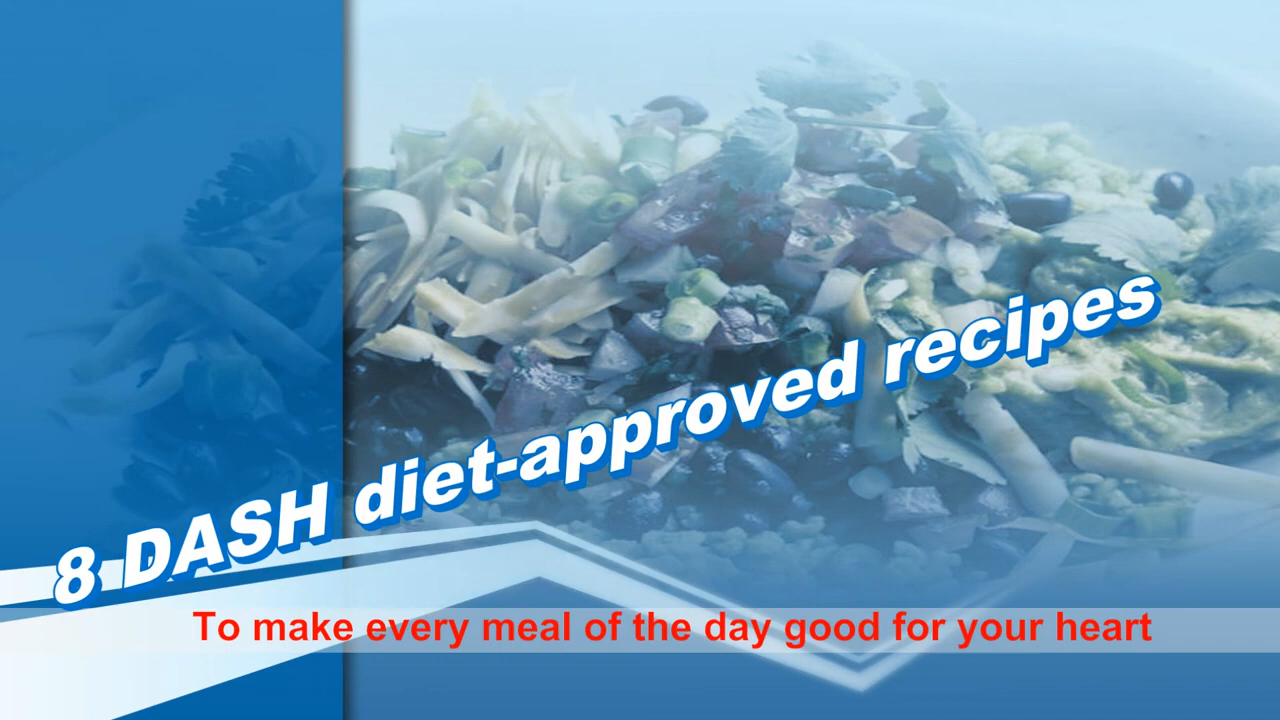 8 DASH diet-approved recipes
To make every meal of the day good for your heart